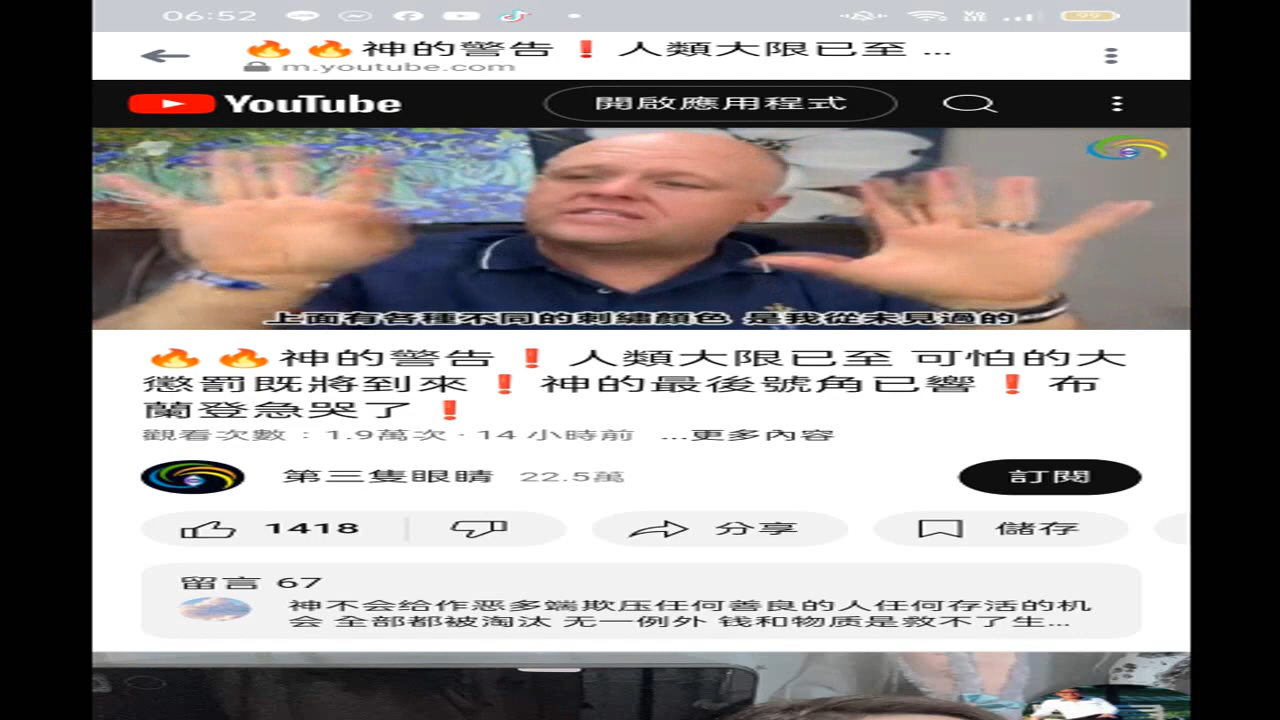 06:52
99
🔥🔥神的警告❗人類大限已至 ...
m.youtube.com
YouTube
開啟應用程式
上面有各種不同的刺繡顏色 是我從未見過的
🔥🔥神的警告❗人類大限已至 可怕的大
懲罰既將到來❗神的最後號角已響❗布
蘭登急哭了❗
觀看次數：1.9萬次 · 14 小時前 ...更多內容
第三隻眼睛 22.5萬
訂閱
1418
分享
儲存
留言 67
神不会给作恶多端欺压任何善良的人任何存活的机
会 全部都被淘汰 无一例外 钱和物质是救不了生...